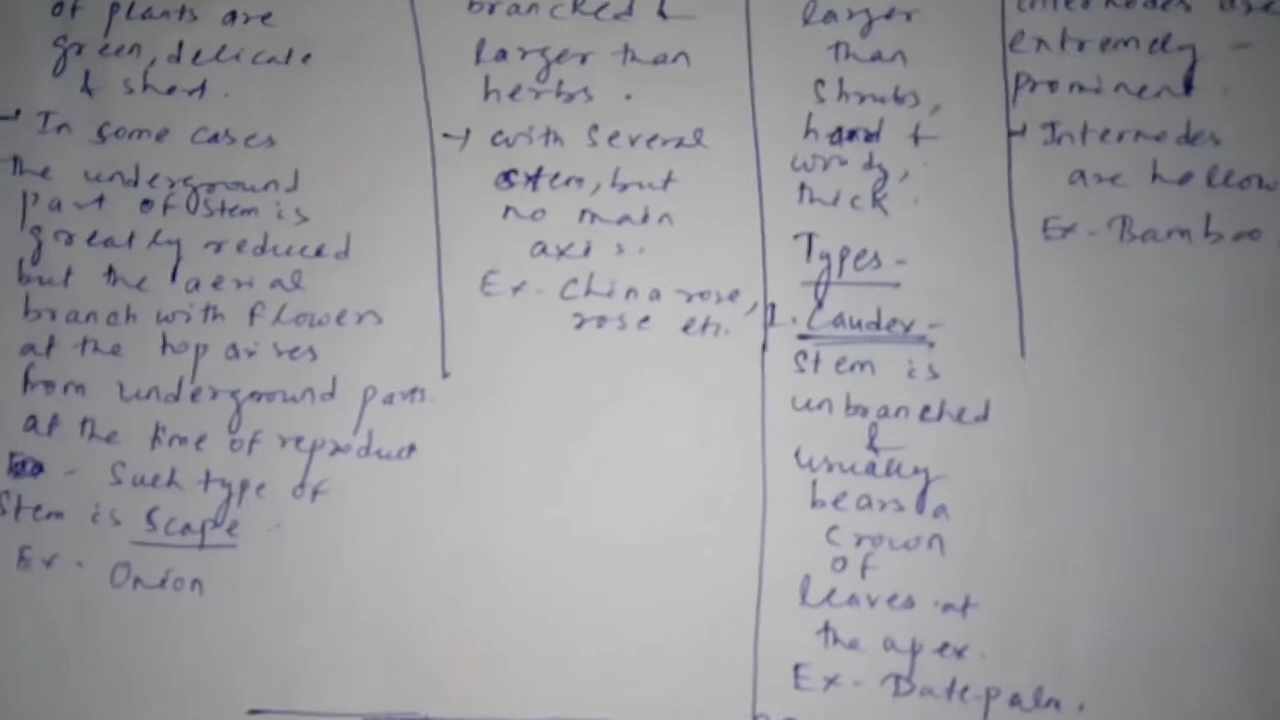 of plants are
green, delicate
& short.
→ In some cases
the underground
part of stem is
greatly reduced
but the aerial
branch with flowers
at the top arises
from underground parts.
at the time of reproduct
- Such type of
Stem is Scape
Ex. Onion
branched &
larger than
herbs.
→ with several
stem, but
no main
axis.
Ex - China rose,
rose etc.
larger
than
shrubs,
hard &
woody,
thick.
Types -
1. Caudex -
Stem is
unbranched
&
usually
bears a
crown
of
leaves at
the apex.
Ex - Date palm.
internodes are
extremely -
prominent.
→ Internodes
are hollow
Ex - Bamboo